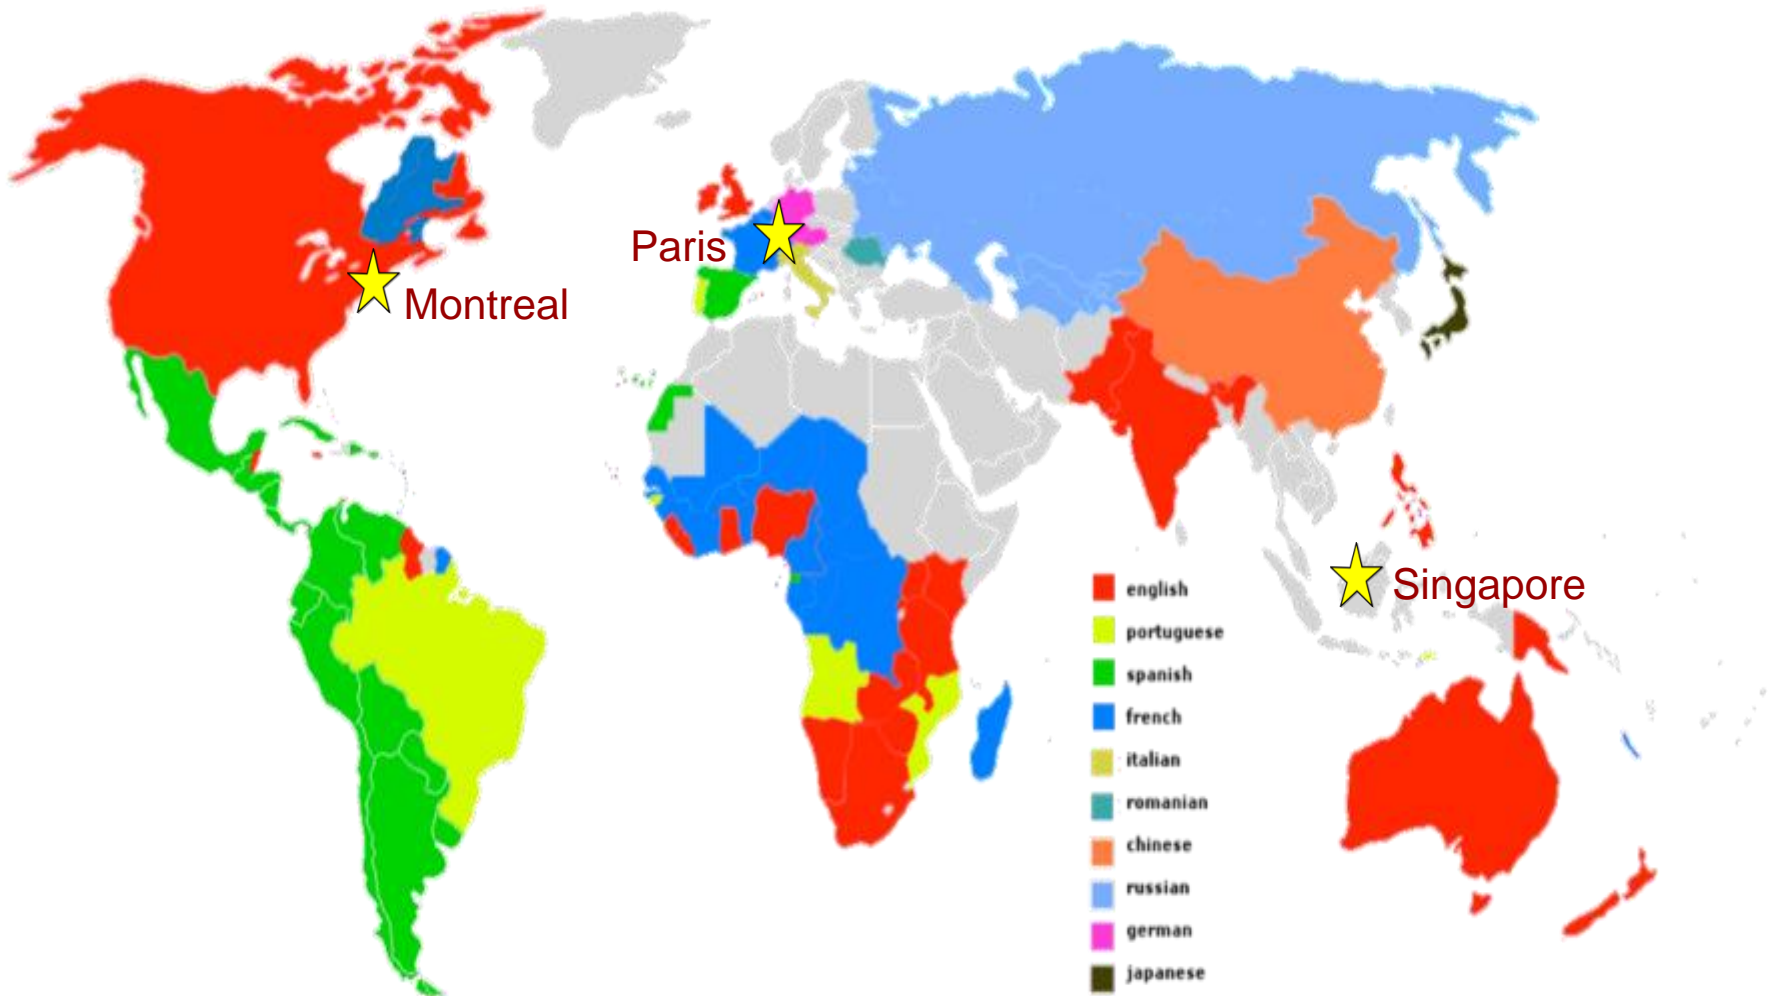 Paris
Montreal
Singapore
english
portuguese
spanish
french
italian
romanian
chinese
russian
german
japanese